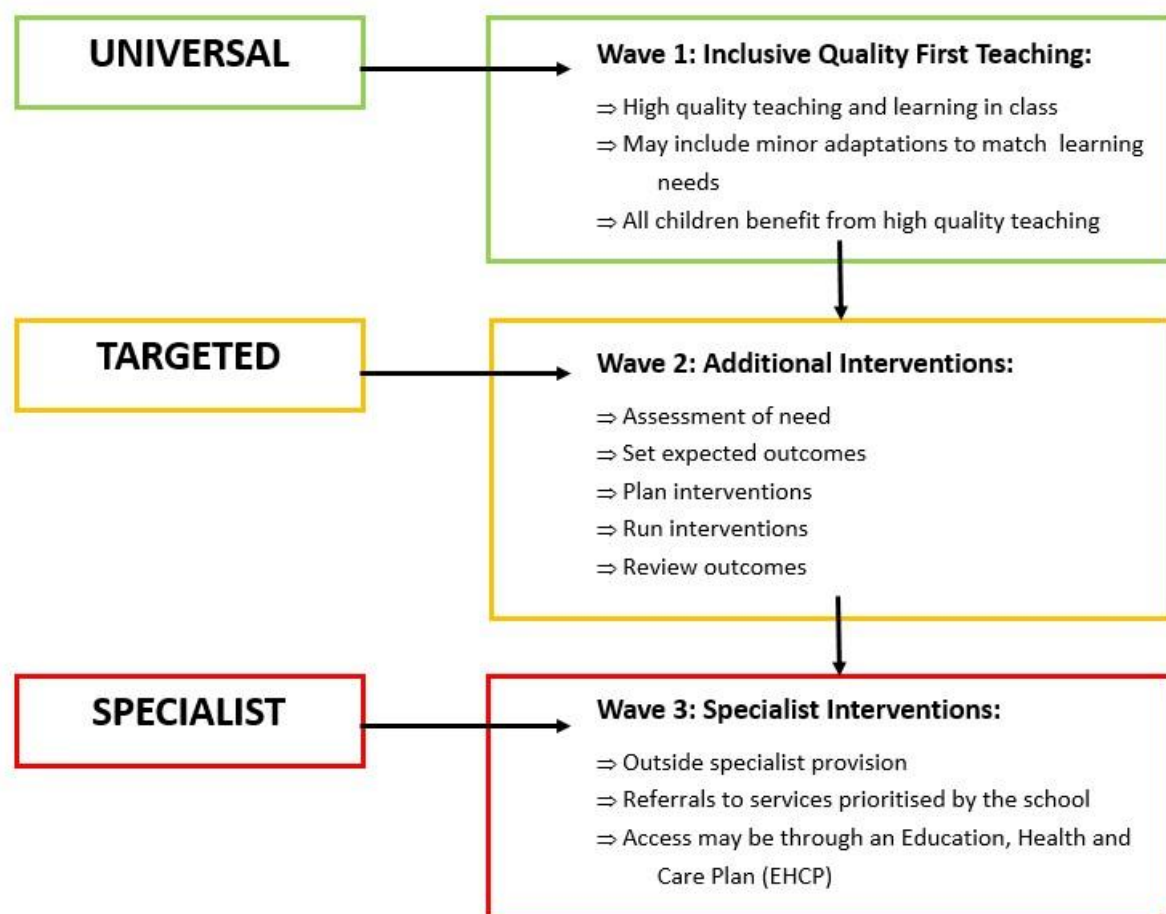 UNIVERSAL
Wave 1: Inclusive Quality First Teaching:
⇒ High quality teaching and learning in class
⇒ May include minor adaptations to match learning
needs
⇒ All children benefit from high quality teaching
TARGETED
Wave 2: Additional Interventions:
⇒ Assessment of need
⇒ Set expected outcomes
⇒ Plan interventions
⇒ Run interventions
⇒ Review outcomes
SPECIALIST
Wave 3: Specialist Interventions:
⇒ Outside specialist provision
⇒ Referrals to services prioritised by the school
⇒ Access may be through an Education, Health and
Care Plan (EHCP)